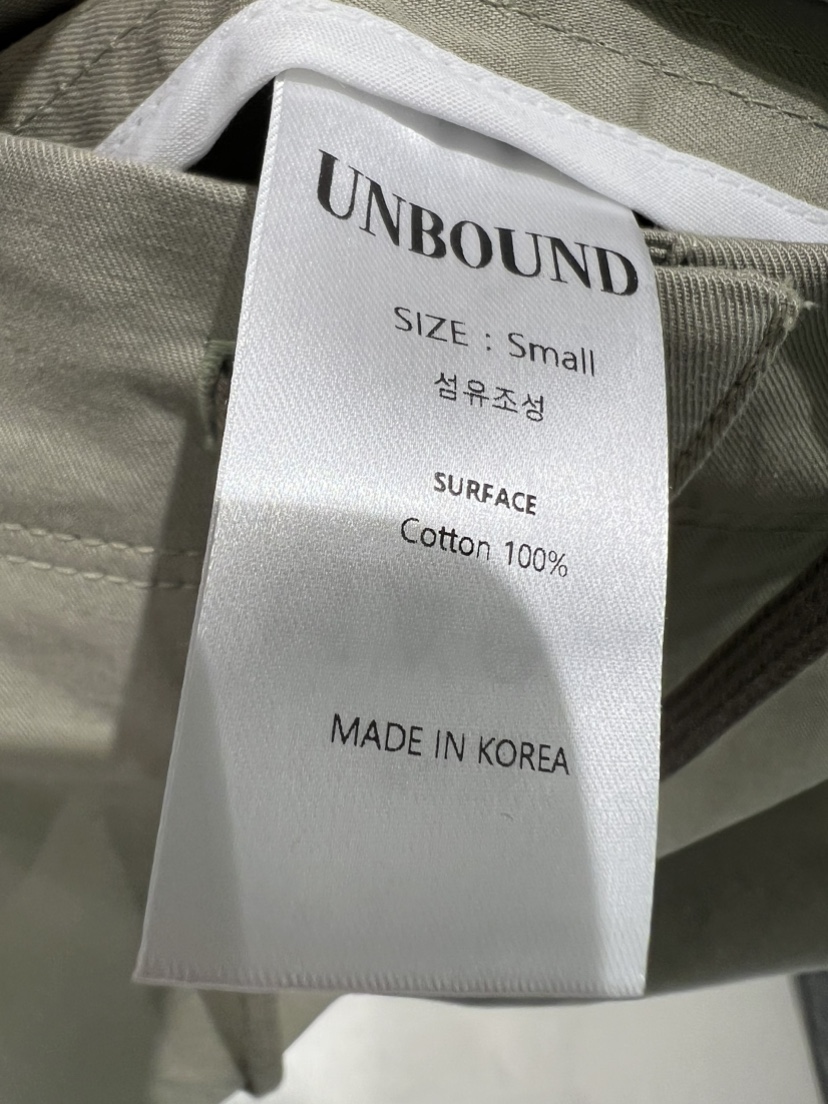 UNBOUND
SIZE : Small
섬유조성
SURFACE
Cotton 100%
MADE IN KOREA